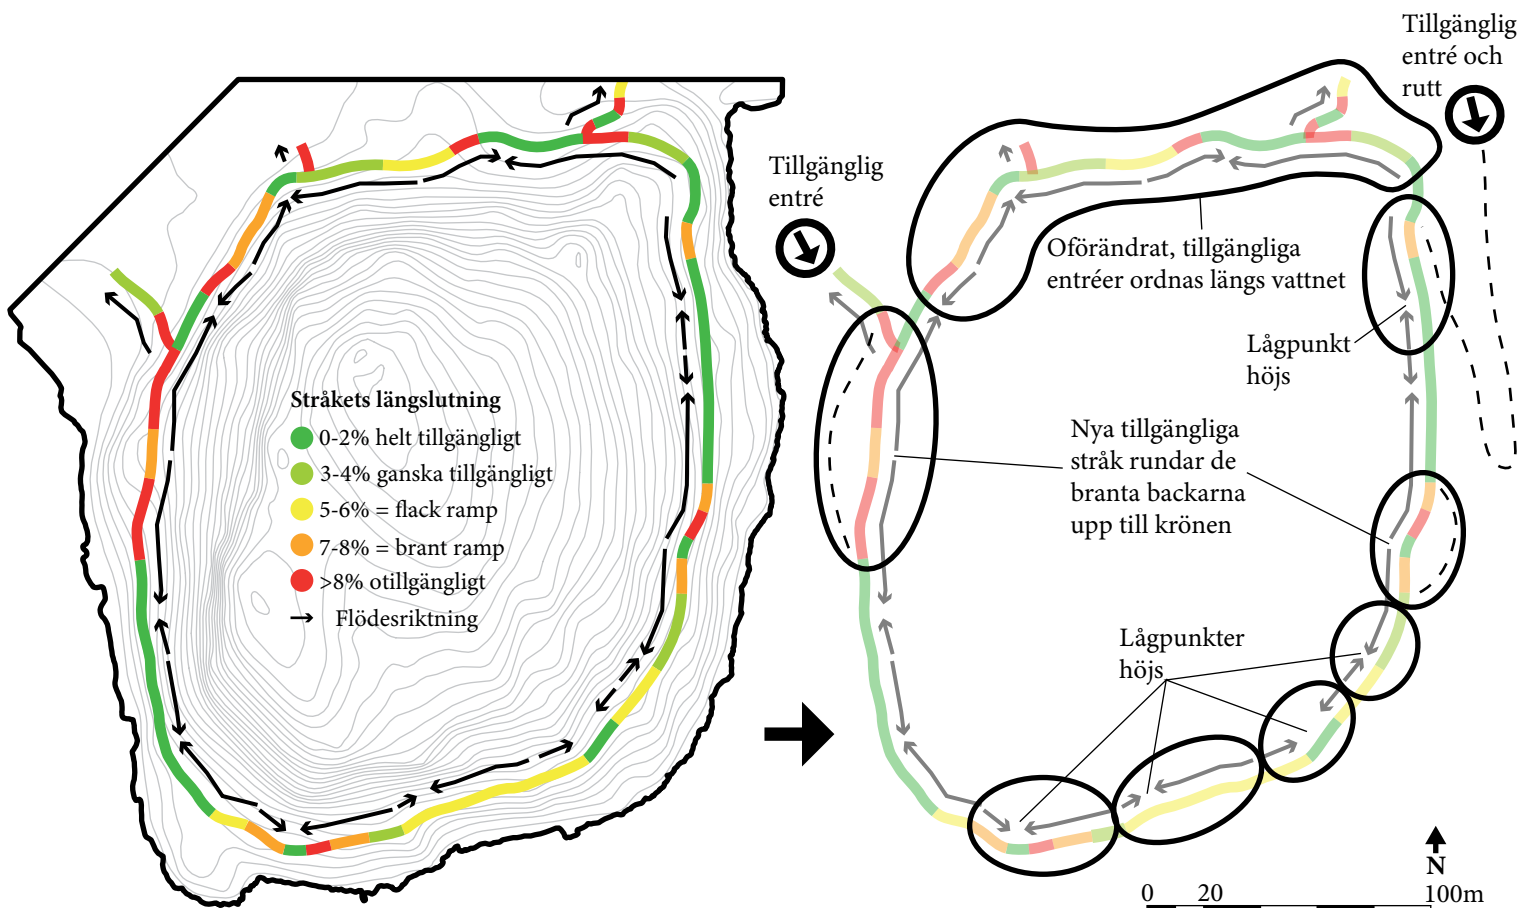 Stråkets längslutning
0-2% helt tillgängligt
3-4% ganska tillgängligt
5-6% = flack ramp
7-8% = brant ramp
>8% otillgängligt
Flödesriktning
Tillgänglig
entré
Tillgänglig
entré och
rutt
Oförändrat, tillgängliga
entréer ordnas längs vattnet
Lågpunkt
höjs
Nya tillgängliga
stråk rundar de
branta backarna
upp till krönen
Lågpunkter
höjs
N
0 20 100m